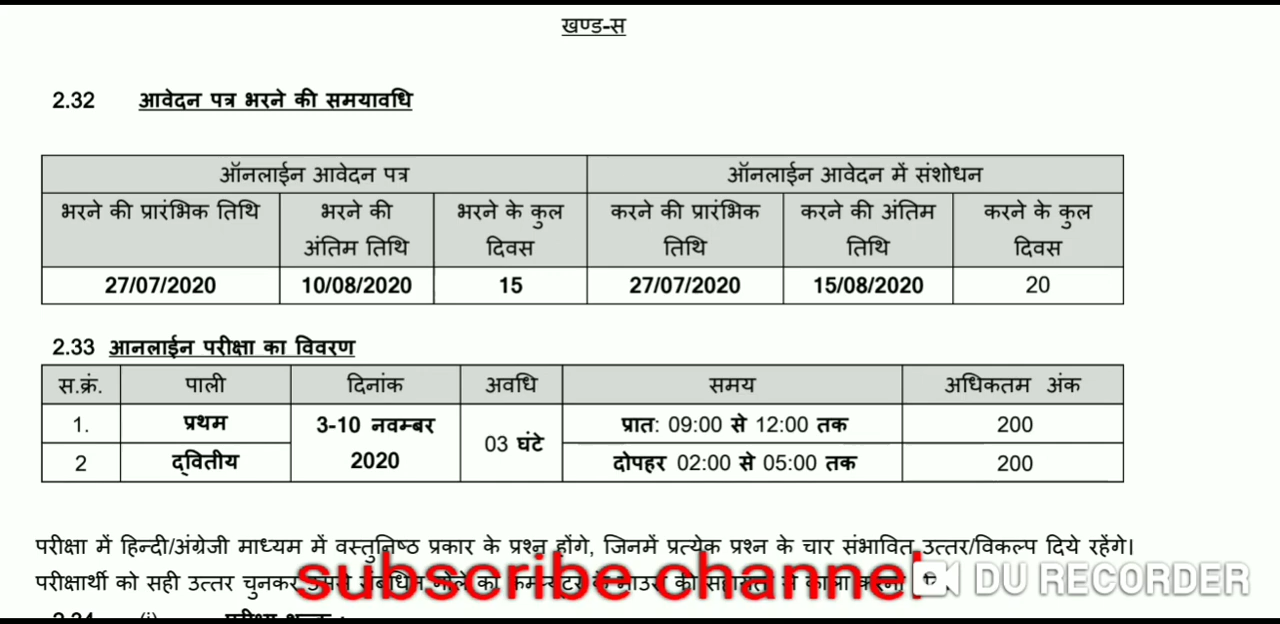 खण्ड-स
2.32 आवेदन पत्र भरने की समयावधि
ऑनलाईन आवेदन पत्र ऑनलाईन आवेदन में संशोधन
भरने की प्रारंभिक तिथि भरने की अंतिम तिथि भरने के कुल दिवस करने की प्रारंभिक तिथि करने की अंतिम तिथि करने के कुल दिवस
27/07/2020 10/08/2020 15 27/07/2020 15/08/2020 20
2.33 आनलाईन परीक्षा का विवरण
स.क्रं. पाली दिनांक अवधि समय अधिकतम अंक
1. प्रथम 3-10 नवम्बर 2020 03 घंटे प्रात: 09:00 से 12:00 तक 200
2 द्वितीय दोपहर 02:00 से 05:00 तक 200
परीक्षा में हिन्दी/अंग्रेजी माध्यम में वस्तुनिष्ठ प्रकार के प्रश्न होंगे, जिनमें प्रत्येक प्रश्न के चार संभावित उत्तर/विकल्प दिये रहेंगे।
परीक्षार्थी को सही उत्तर चुनकर
subscribe channel
DU RECORDER